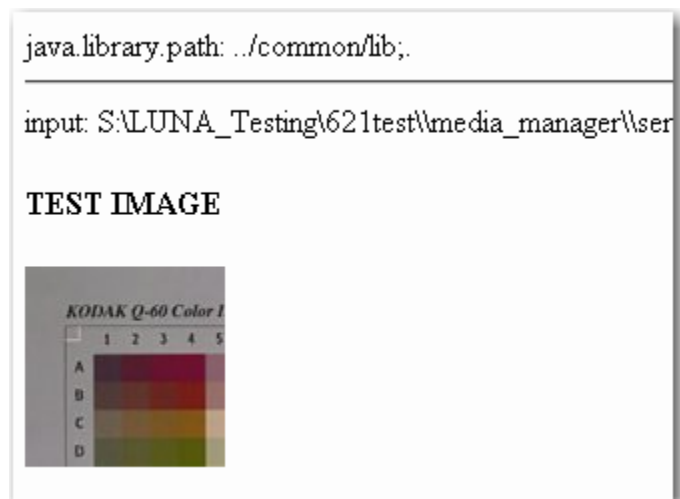 java.library.path: ../common/lib;.
input: S:\LUNA_Testing\621test\\media_manager\\ser
TEST IMAGE
KODAK Q-60 Color I
1 2 3 4 5
A
B
C
D